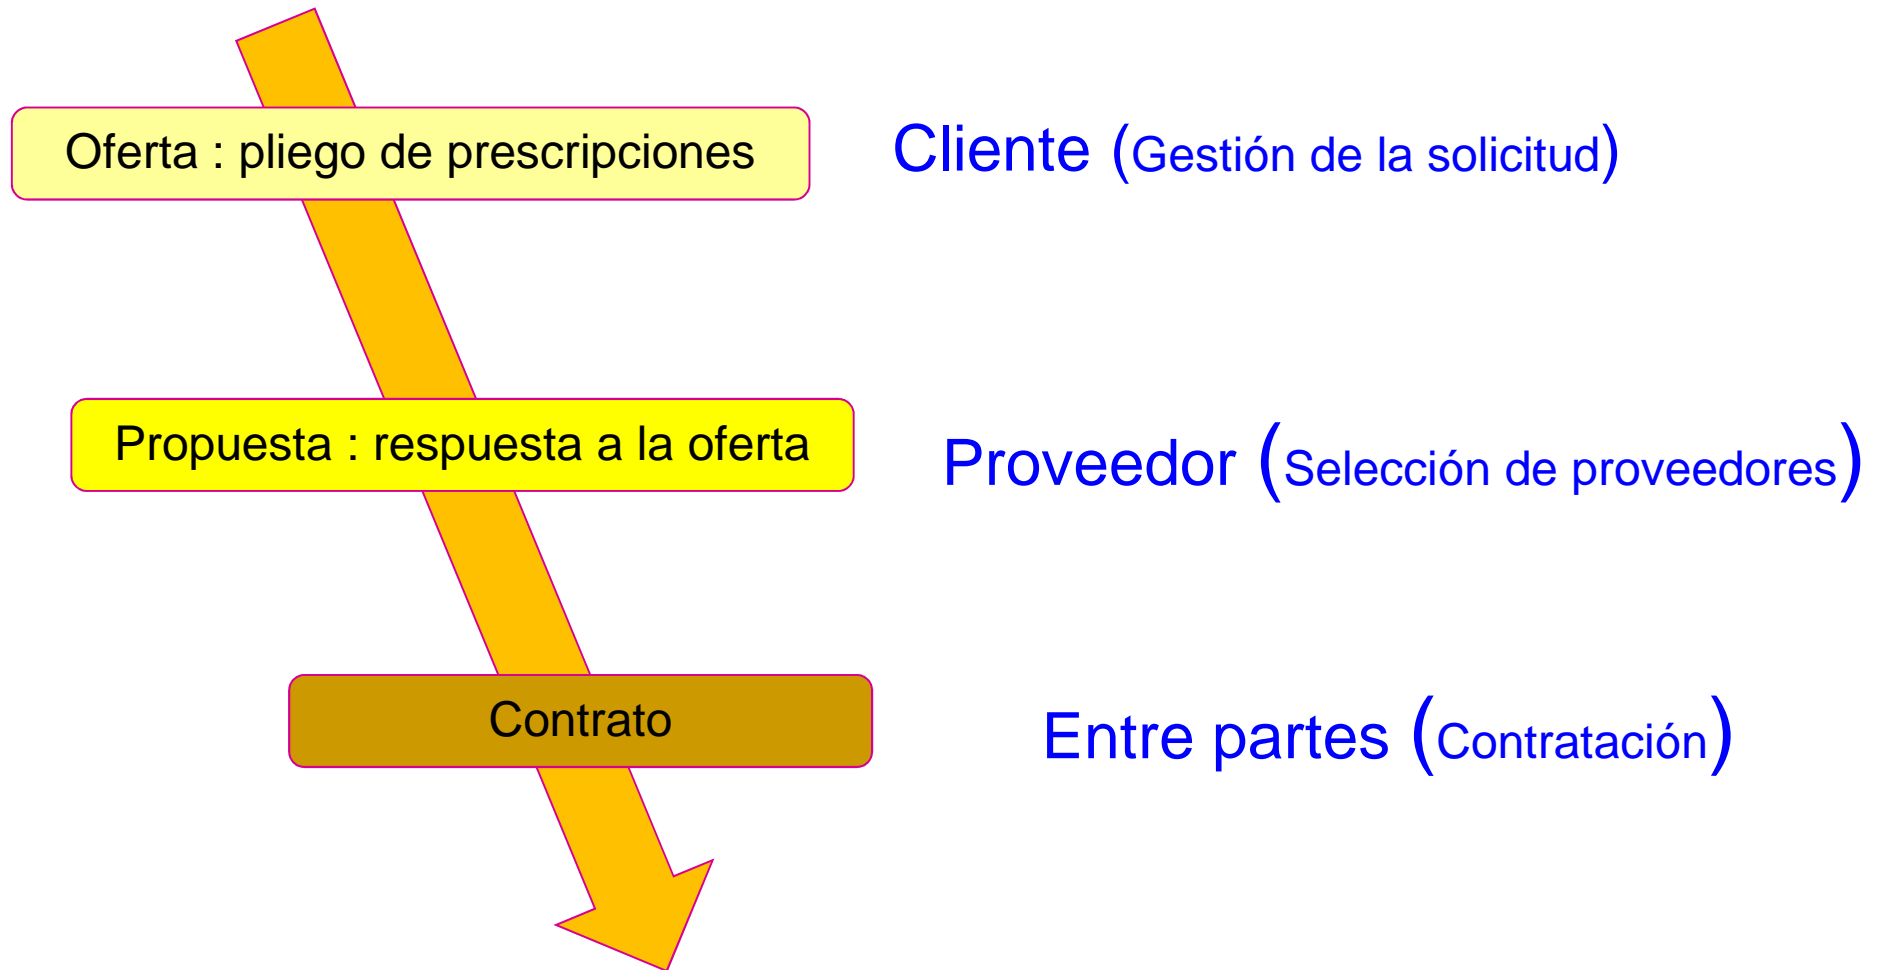 Oferta : pliego de prescripciones
Cliente (Gestión de la solicitud)
Propuesta : respuesta a la oferta
Proveedor (Selección de proveedores)
Contrato
Entre partes (Contratación)